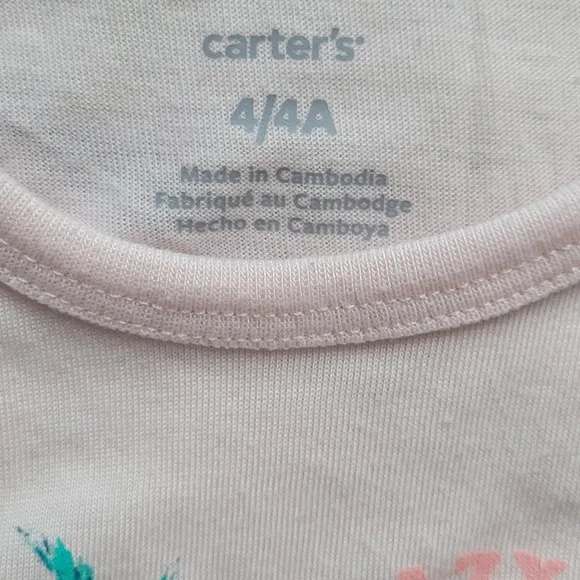 carter's
4/4A
Made in Cambodia
Fabriqué au Cambodge
Hecho en Camboya